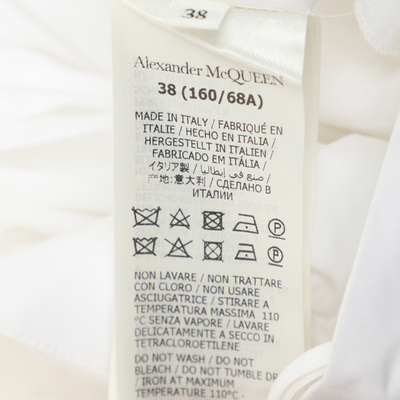 38
Alexander McQUEEN
38 (160/68A)
MADE IN ITALY / FABRIQUÉ EN
ITALIE / HECHO EN ITALIA /
HERGESTELLT IN ITALIEN /
FABRICADO EM ITÁLIA /
イタリア製 / صنع في إيطاليا /
产地:意大利 / СДЕЛАНО В
ИТАЛИИ
NON LAVARE / NON TRATTARE
CON CLORO / NON USARE
ASCIUGATRICE / STIRARE A
TEMPERATURA MASSIMA 110
°C SENZA VAPORE / LAVARE
DELICATAMENTE A SECCO IN
TETRACLOROETILENE
DO NOT WASH / DO NOT
BLEACH / DO NOT TUMBLE DRY
/ IRON AT MAXIMUM
TEMPERATURE 110°C -